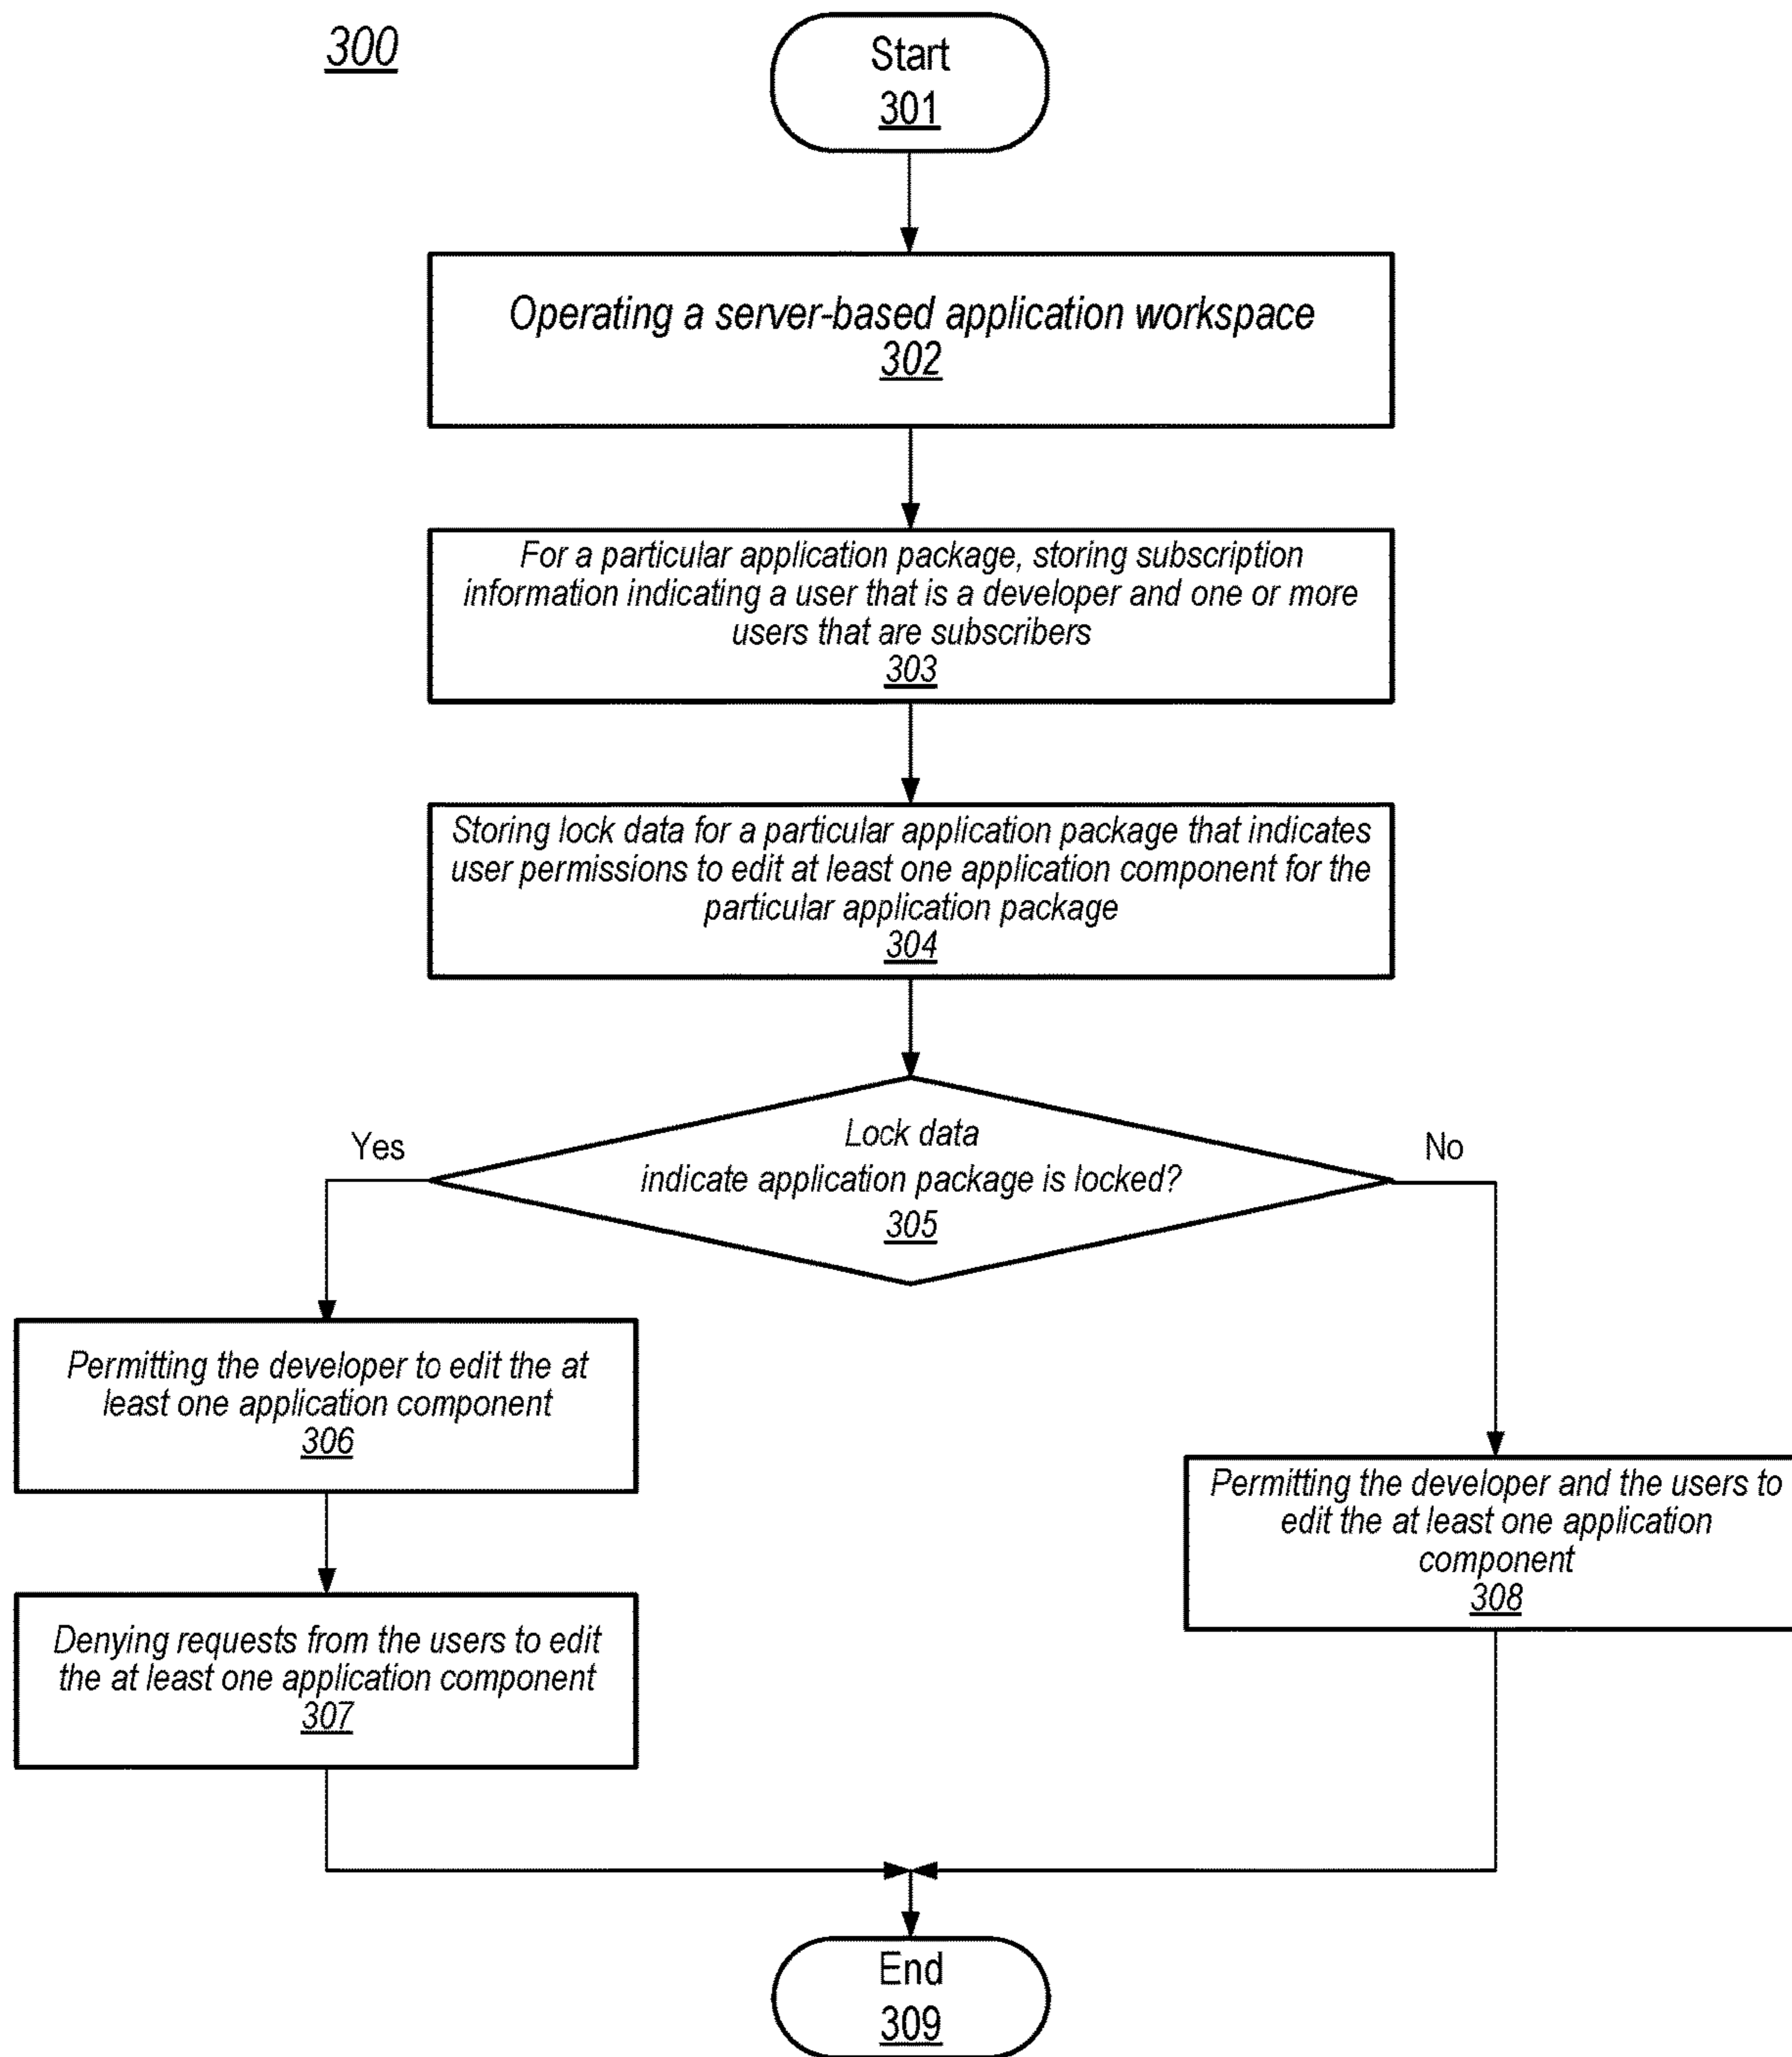 300
Start
301
Operating a server-based application workspace
302
For a particular application package, storing subscription
information indicating a user that is a developer and one or more
users that are subscribers
303
Storing lock data for a particular application package that indicates
user permissions to edit at least one application component for the
particular application package
304
Lock data
indicate application package is locked?
305
Yes
No
Permitting the developer to edit the at
least one application component
306
Denying requests from the users to edit
the at least one application component
307
Permitting the developer and the users to
edit the at least one application
component
308
End
309